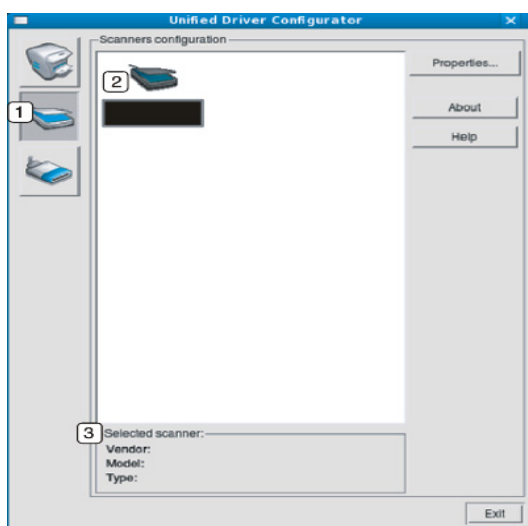 Unified Driver Configurator
Scanners configuration
Properties...
2
1
About
Help
3
Selected scanner:
Vendor:
Model:
Type:
Exit